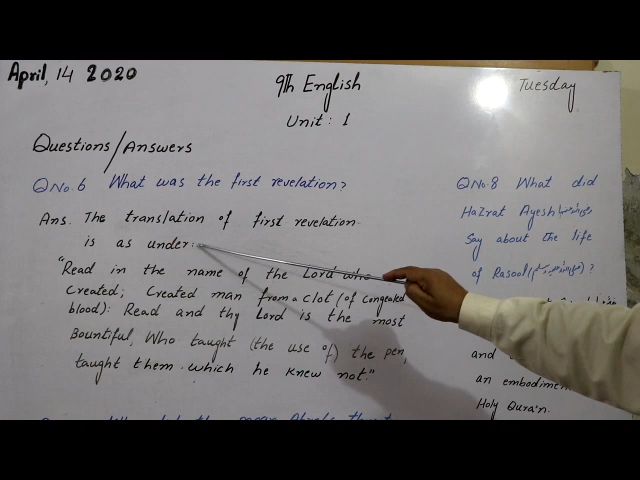 April, 14 2020
9th English
Tuesday
Unit: 1
Questions/Answers
Q No.6 What was the first revelation?
Ans. The translation of first revelation
is as under:
"Read in the name of the Lord who
Created; Created man from a clot (of congealed
blood): Read and thy Lord is the most
Bountiful, Who taught (the use of) the pen,
taught them which he knew not."
Q No.8 What did
Hazrat Ayesha
Say about the life
of Rasool ( )?
and
an embodimen
Holy Qura'n.